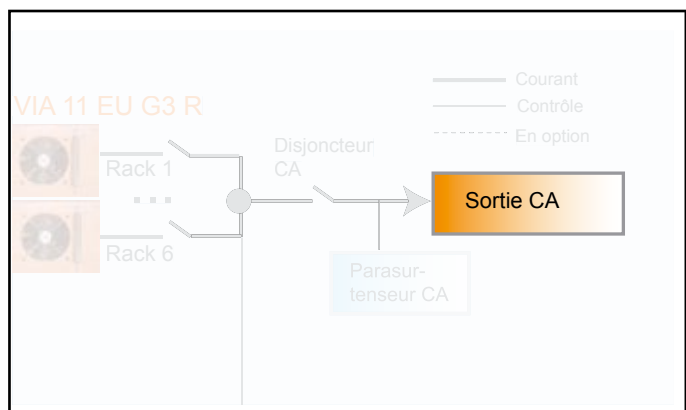 Courant
VIA 11 EU G3 R
Contrôle
En option
Disjoncteur
CA
Rack 1
...
Sortie CA
Rack 6
Parasur-
tenseur CA